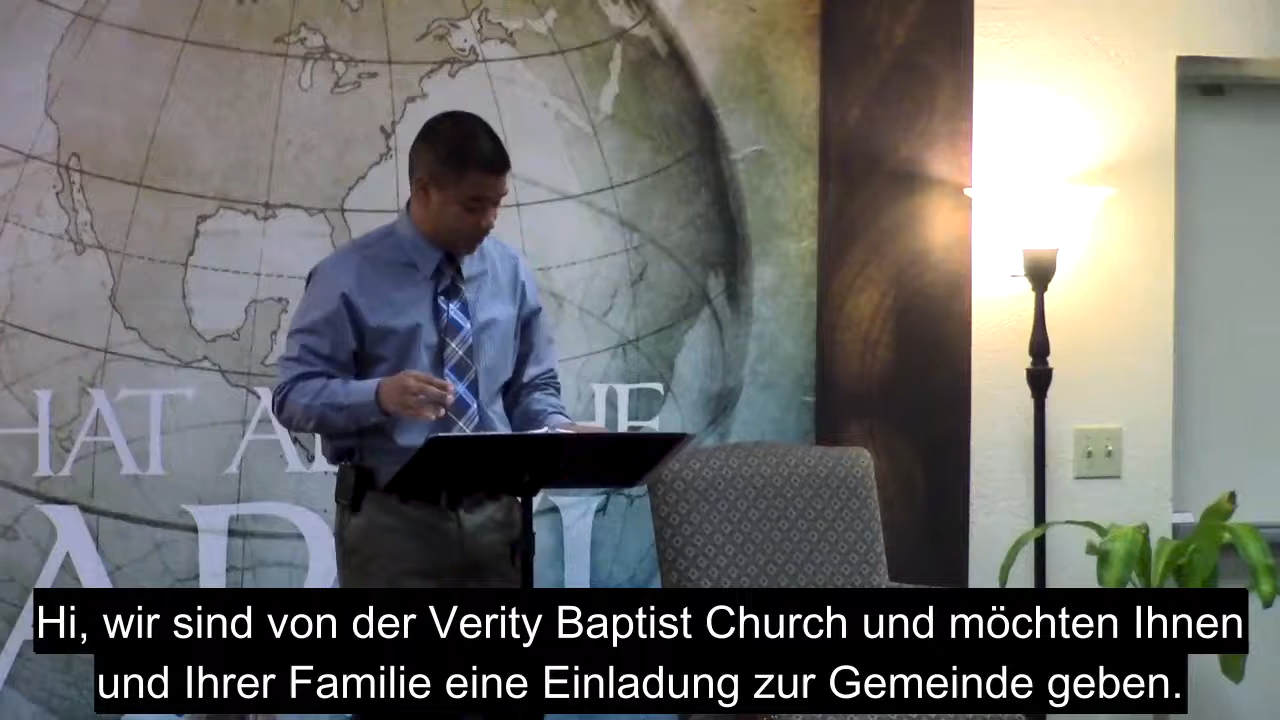 HAT A
Hi, wir sind von der Verity Baptist Church und möchten Ihnen
und Ihrer Familie eine Einladung zur Gemeinde geben.